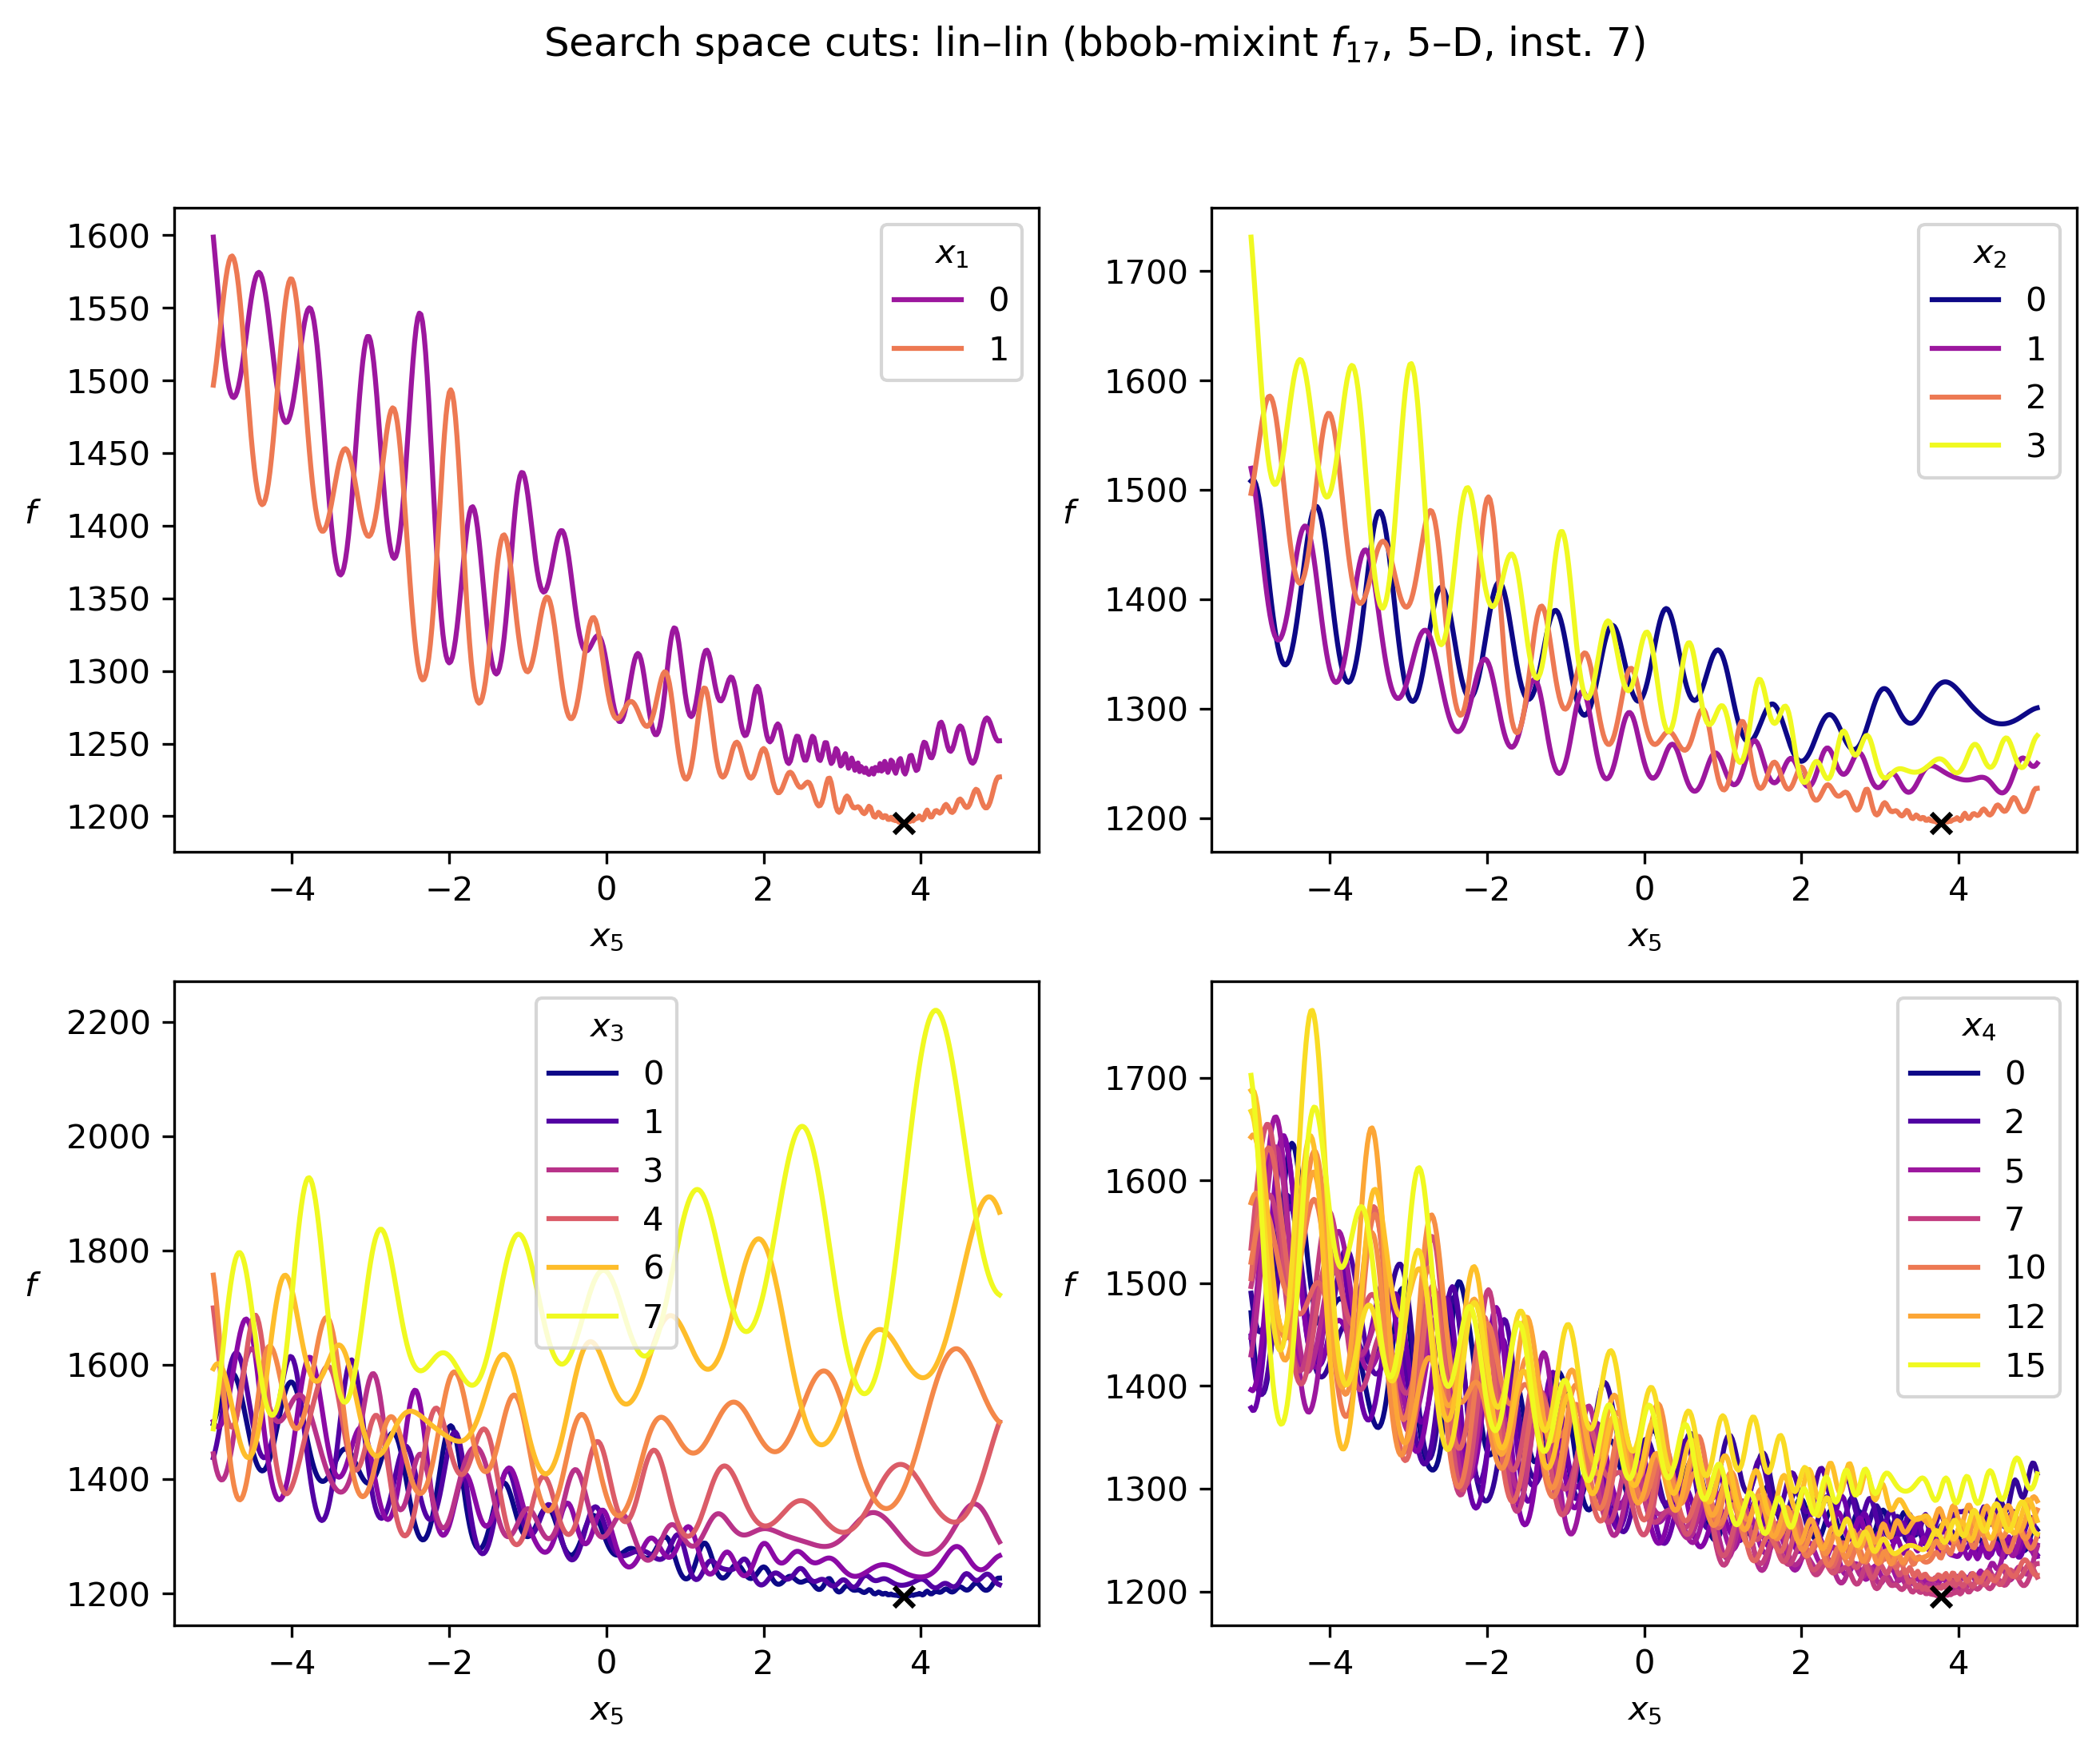 Search space cuts: lin–lin (bbob-mixint f₁₇, 5–D, inst. 7)
1600
1550
1500
1450
1400
1350
1300
1250
1200
f
x₁
0
1
−4 −2 0 2 4
x₅
1700
1600
1500
1400
1300
1200
f
x₂
0
1
2
3
−4 −2 0 2 4
x₅
2200
2000
1800
1600
1400
1200
f
x₃
0
1
3
4
6
7
−4 −2 0 2 4
x₅
1700
1600
1500
1400
1300
1200
f
x₄
0
2
5
7
10
12
15
−4 −2 0 2 4
x₅